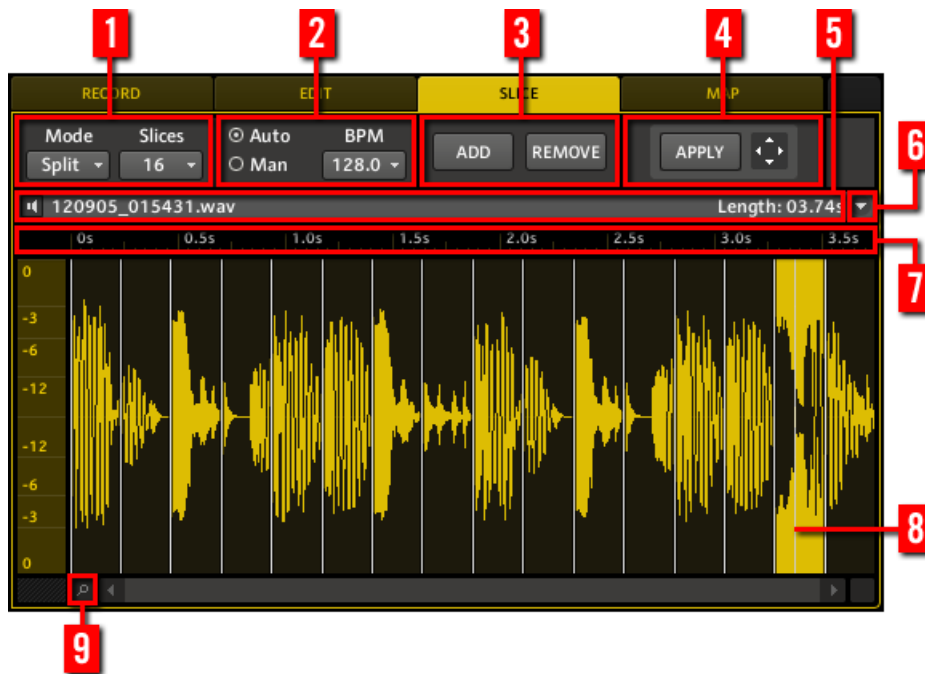 1 2 3 4 5
RECORD EDIT SLICE MAP
Mode Slices Auto BPM
Split 16 Man 128.0 ADD REMOVE APPLY
6
120905_015431.wav Length: 03.74s
0s 0.5s 1.0s 1.5s 2.0s 2.5s 3.0s 3.5s
7
0
-3
-6
-12
-12
-6
-3
8
0
9